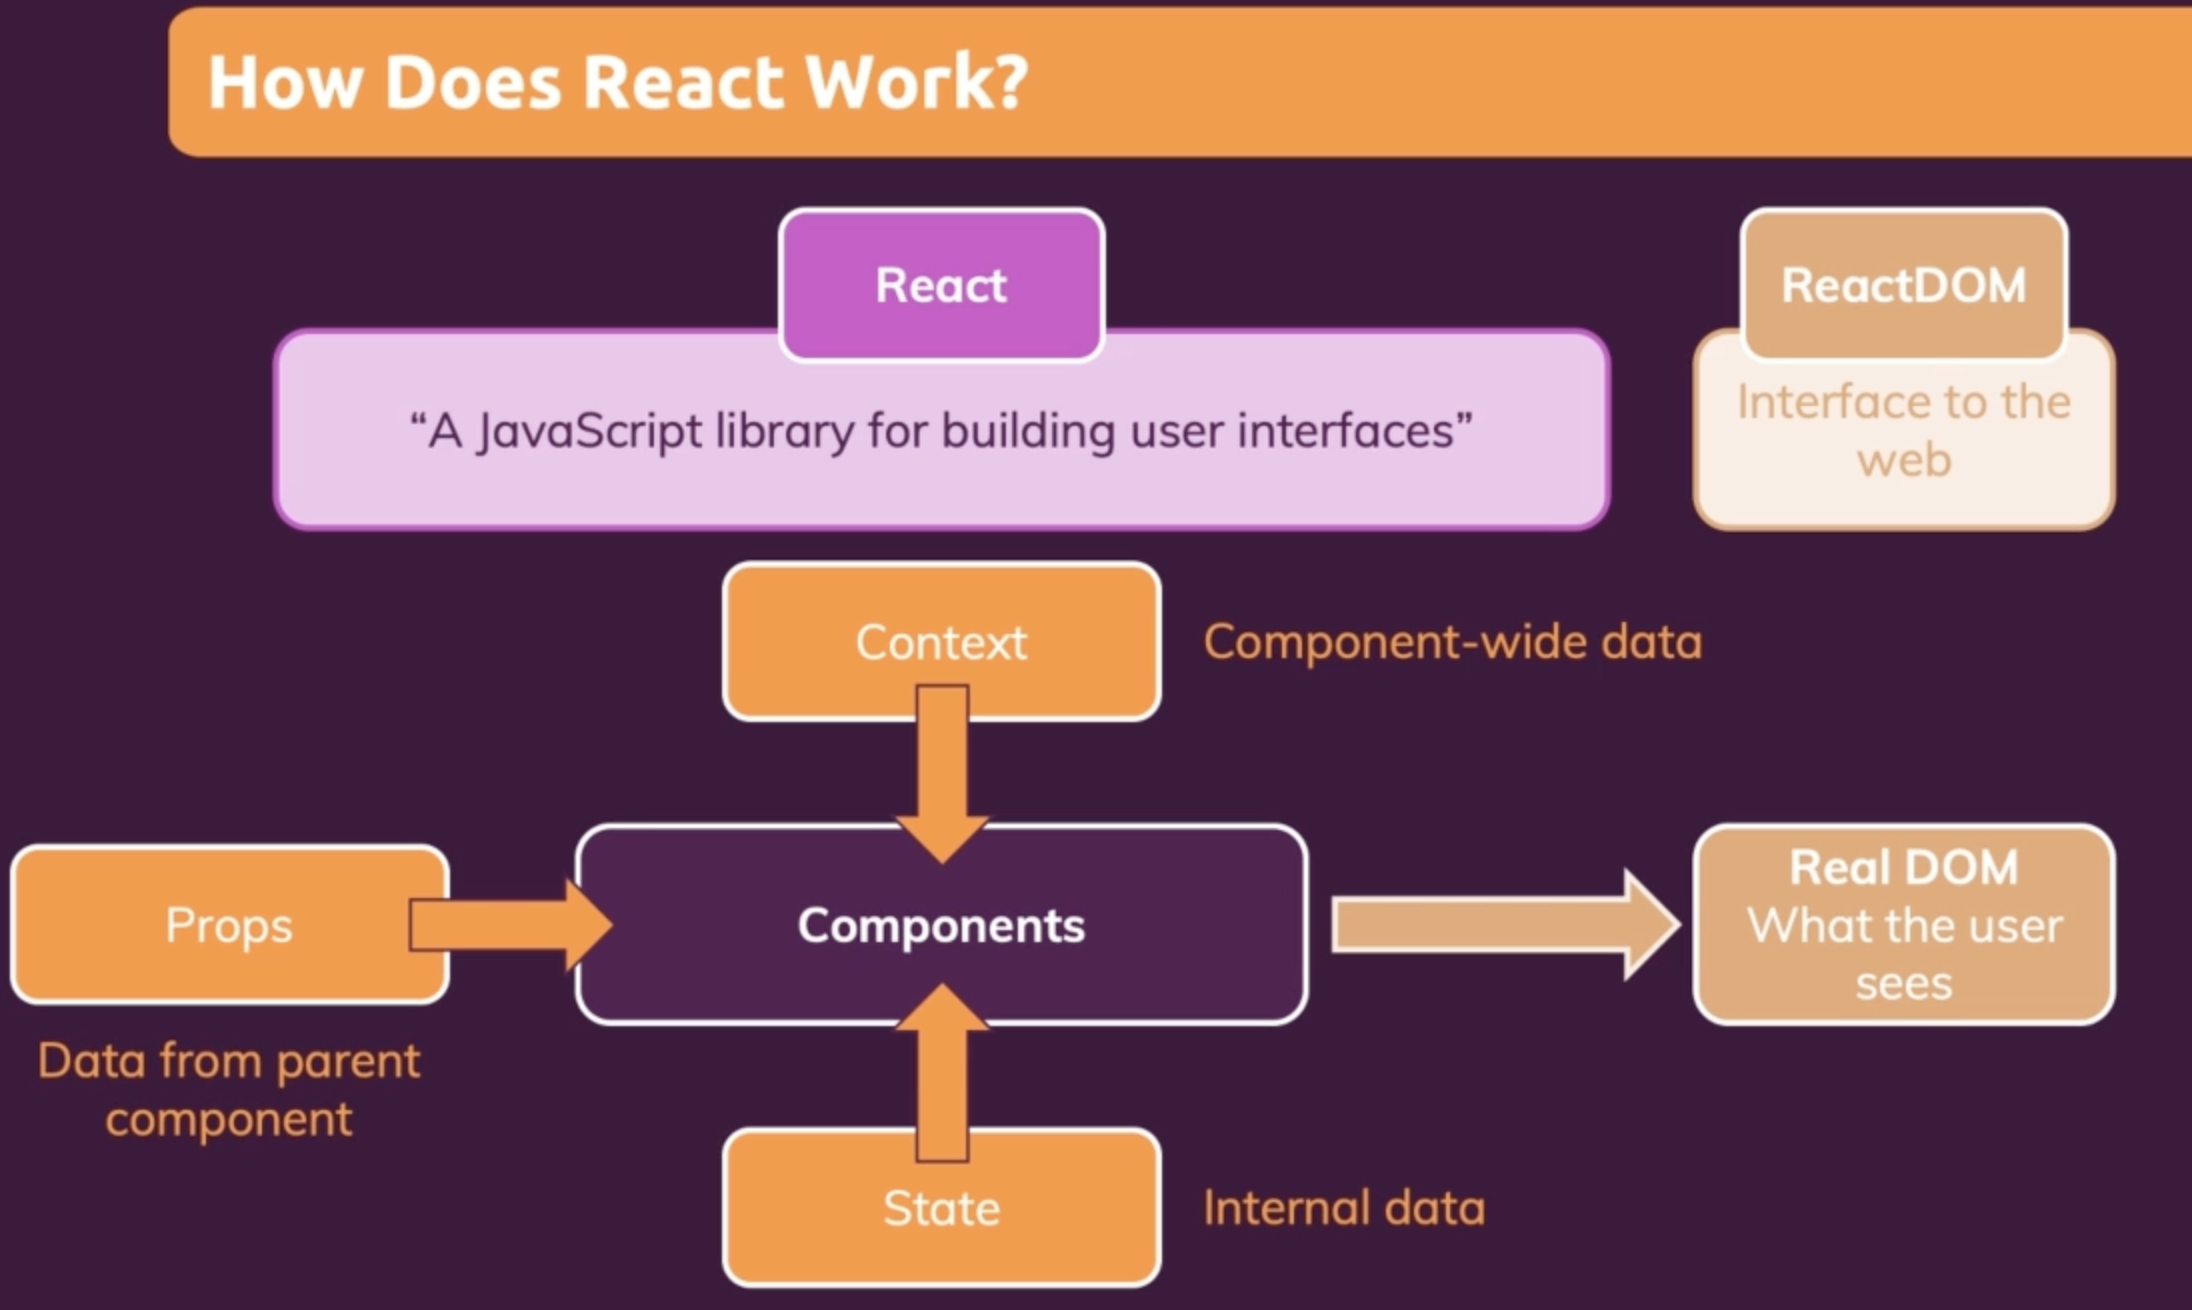 How Does React Work?
React
ReactDOM
“A JavaScript library for building user interfaces”
Interface to the
web
Context
Component-wide data
Props
Components
Real DOM
What the user
sees
Data from parent
component
State
Internal data